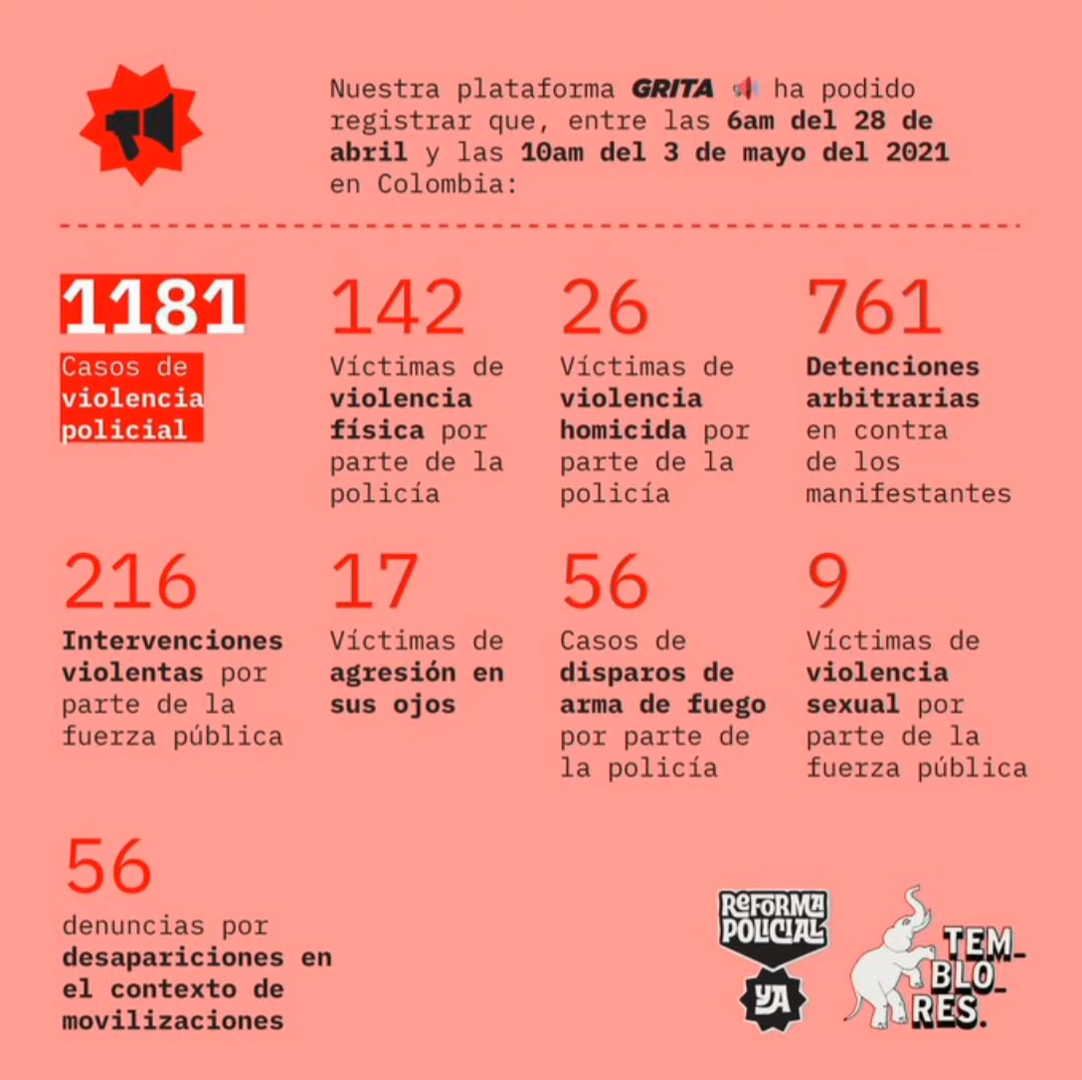 Nuestra plataforma GRITA 📣 ha podido
registrar que, entre las 6am del 28 de
abril y las 10am del 3 de mayo del 2021
en Colombia:
1181
Casos de
violencia
policial
142
Víctimas de
violencia
física por
parte de la
policía
26
Víctimas de
violencia
homicida por
parte de la
policía
761
Detenciones
arbitrarias
en contra
de los
manifestantes
216
Intervenciones
violentas por
parte de la
fuerza pública
17
Víctimas de
agresión en
sus ojos
56
Casos de
disparos de
arma de fuego
por parte de
la policía
9
Víctimas de
violencia
sexual por
parte de la
fuerza pública
56
denuncias por
desapariciones en
el contexto de
movilizaciones
REFORMA
POLICIAL
YA
TEM-
BLO-
RES.